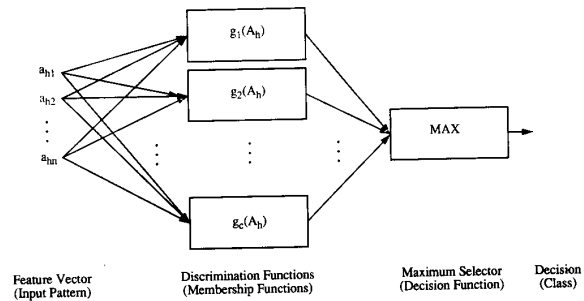 g₁(Aₕ)
aₕ₁
g₂(Aₕ)
aₕ₂
MAX
aₕₙ
g꜀(Aₕ)
Feature Vector
(Input Pattern)
Discrimination Functions
(Membership Functions)
Maximum Selector
(Decision Function)
Decision
(Class)